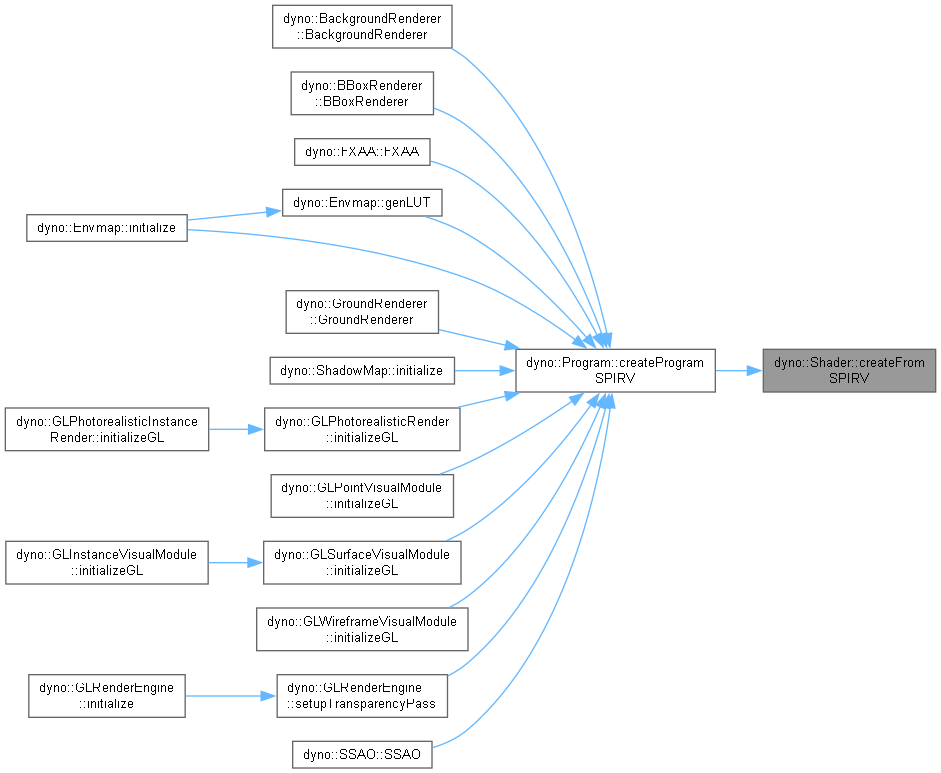 dyno::BackgroundRenderer
::BackgroundRenderer
dyno::BBoxRenderer
::BBoxRenderer
dyno::FXAA::FXAA
dyno::Envmap::genLUT
dyno::Envmap::initialize
dyno::GroundRenderer
::GroundRenderer
dyno::Program::createProgram
SPIRV
dyno::Shader::createFrom
SPIRV
dyno::ShadowMap::initialize
dyno::GLPhotorealisticInstance
Render::initializeGL
dyno::GLPhotorealisticRender
::initializeGL
dyno::GLPointVisualModule
::initializeGL
dyno::GLInstanceVisualModule
::initializeGL
dyno::GLSurfaceVisualModule
::initializeGL
dyno::GLWireframeVisualModule
::initializeGL
dyno::GLRenderEngine
::initialize
dyno::GLRenderEngine
::setupTransparencyPass
dyno::SSAO::SSAO